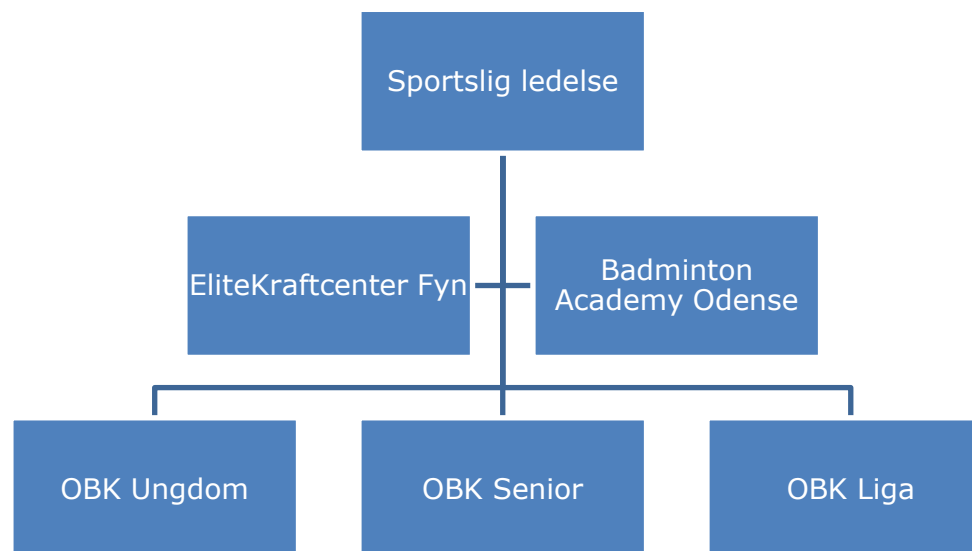 Sportslig ledelse
EliteKraftcenter Fyn
Badminton
Academy Odense
OBK Ungdom
OBK Senior
OBK Liga